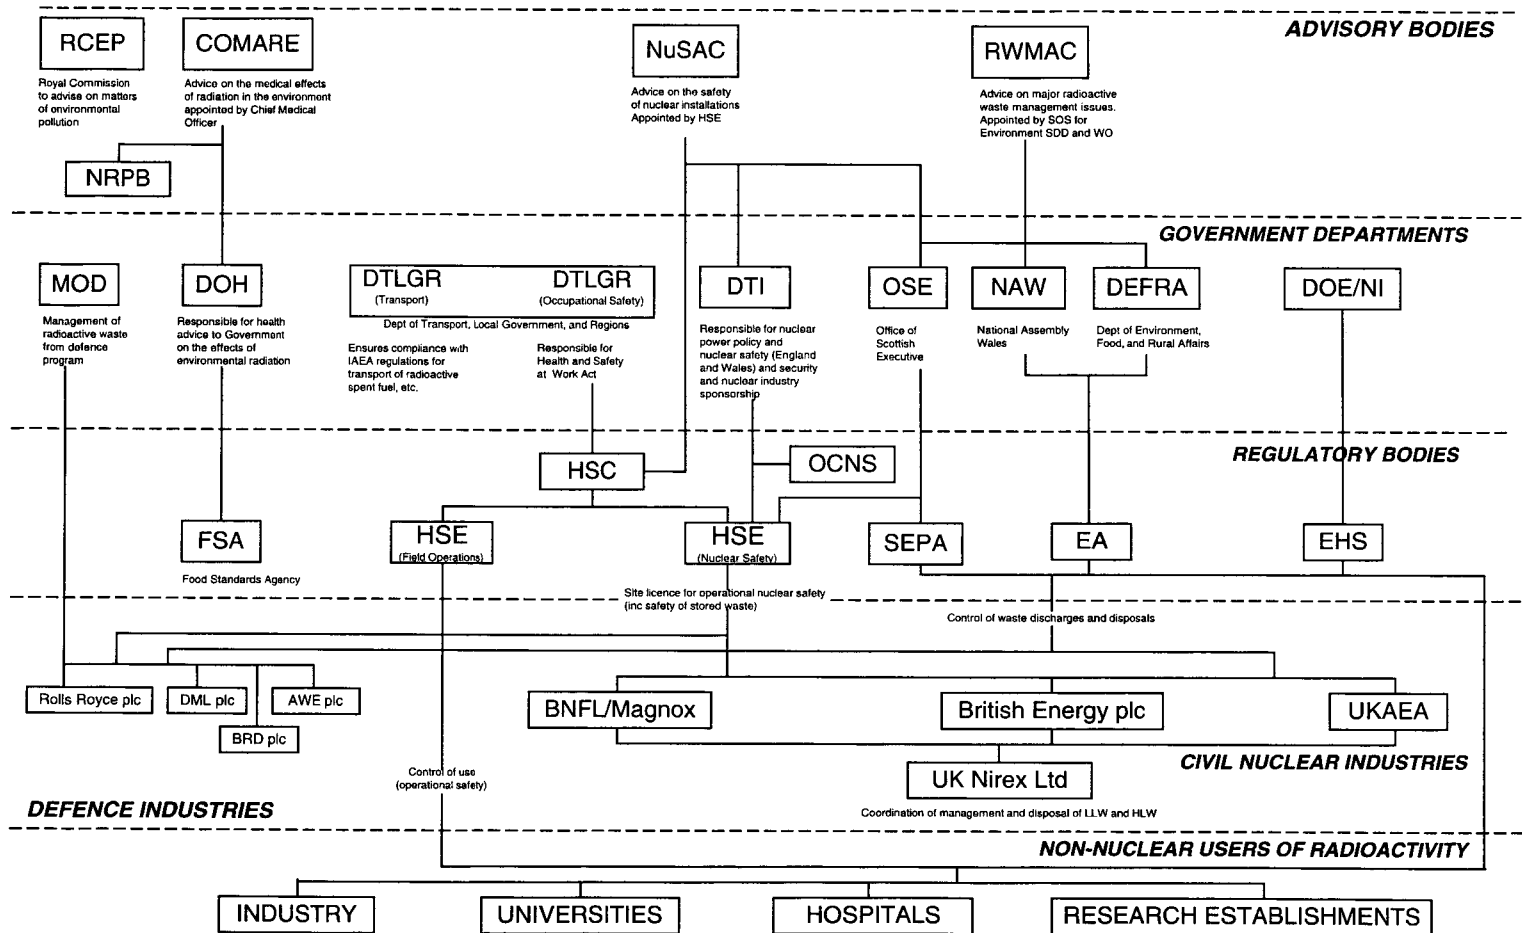 ADVISORY BODIES
RCEP
COMARE
NuSAC
RWMAC
Royal Commission
to advise on matters
of environmental
pollution
Advice on the medical effects
of radiation in the environment
appointed by Chief Medical
Officer
Advice on the safety
of nuclear installations
Appointed by HSE
Advice on major radioactive
waste management issues.
Appointed by SOS for
Environment SDD and WO
NRPB
GOVERNMENT DEPARTMENTS
MOD
DOH
DTLGR
(Transport)
DTLGR
(Occupational Safety)
DTI
OSE
NAW
DEFRA
DOE/NI
Management of
radioactive waste
from defence
program
Responsible for health
advice to Government
on the effects of
environmental radiation
Dept of Transport, Local Government, and Regions
Ensures compliance with
IAEA regulations for
transport of radioactive
spent fuel, etc.
Responsible for
Health and Safety
at Work Act
Responsible for nuclear
power policy and
nuclear safety (England
and Wales) and security
and nuclear industry
sponsorship
Office of
Scottish
Executive
National Assembly
Wales
Dept of Environment,
Food, and Rural Affairs
REGULATORY BODIES
HSC
OCNS
FSA
Food Standards Agency
HSE
(Field Operations)
HSE
(Nuclear Safety)
SEPA
EA
EHS
Site licence for operational nuclear safety
(inc safety of stored waste)
Control of waste discharges and disposals
Rolls Royce plc
DML plc
AWE plc
BRD plc
BNFL/Magnox
British Energy plc
UKAEA
CIVIL NUCLEAR INDUSTRIES
UK Nirex Ltd
Coordination of management and disposal of LLW and HLW
Control of use
(operational safety)
DEFENCE INDUSTRIES
NON-NUCLEAR USERS OF RADIOACTIVITY
INDUSTRY
UNIVERSITIES
HOSPITALS
RESEARCH ESTABLISHMENTS